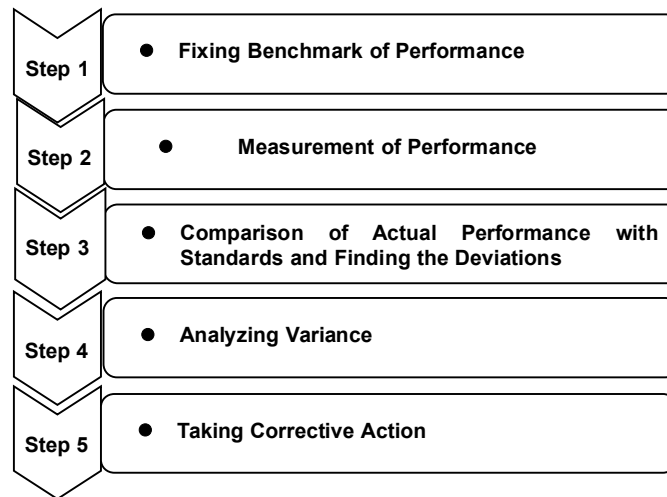 Step 1
● Fixing Benchmark of Performance
Step 2
● Measurement of Performance
Step 3
● Comparison of Actual Performance with
Standards and Finding the Deviations
Step 4
● Analyzing Variance
Step 5
● Taking Corrective Action